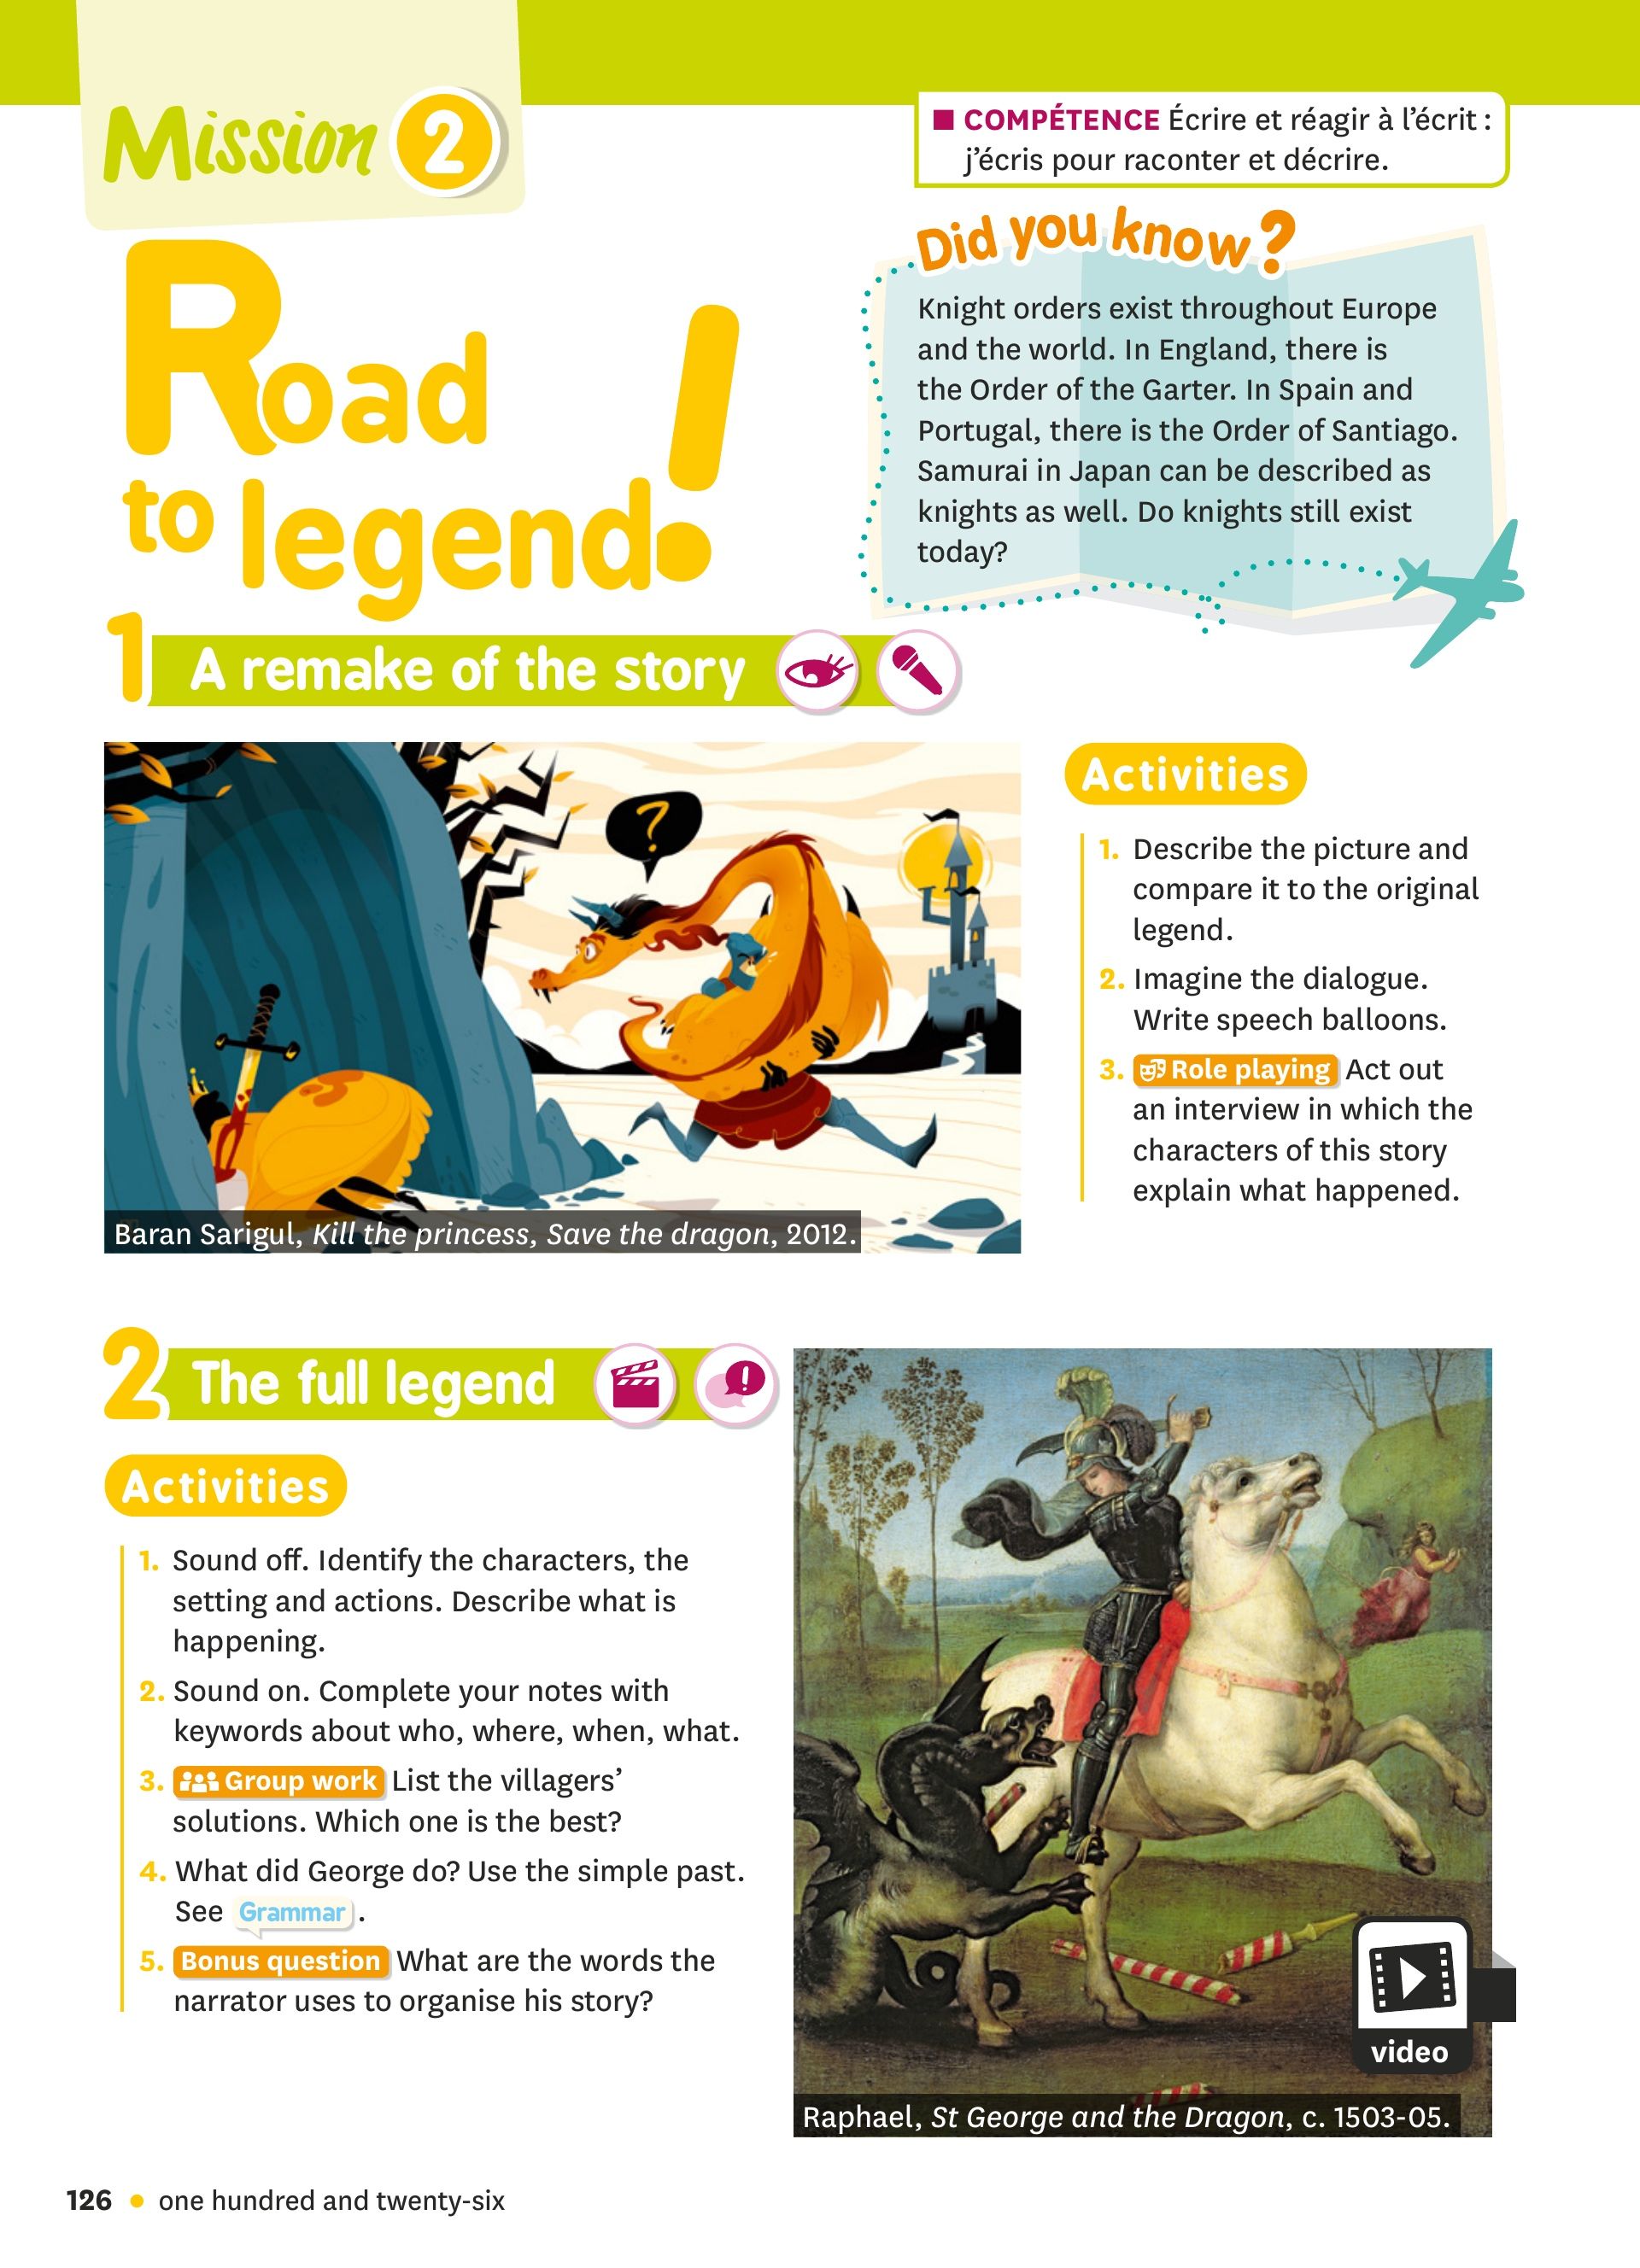 Mission 2
■ COMPÉTENCE Écrire et réagir à l'écrit :
j'écris pour raconter et décrire.
Road
to legend!
Did you know?
Knight orders exist throughout Europe
and the world. In England, there is
the Order of the Garter. In Spain and
Portugal, there is the Order of Santiago.
Samurai in Japan can be described as
knights as well. Do knights still exist
today?
1 A remake of the story
?
Baran Sarigul, Kill the princess, Save the dragon, 2012.
Activities
1. Describe the picture and
compare it to the original
legend.
2. Imagine the dialogue.
Write speech balloons.
3. Role playing Act out
an interview in which the
characters of this story
explain what happened.
2 The full legend
!
Activities
1. Sound off. Identify the characters, the
setting and actions. Describe what is
happening.
2. Sound on. Complete your notes with
keywords about who, where, when, what.
3. Group work List the villagers'
solutions. Which one is the best?
4. What did George do? Use the simple past.
See Grammar.
5. Bonus question What are the words the
narrator uses to organise his story?
video
Raphael, St George and the Dragon, c. 1503-05.
126 • one hundred and twenty-six